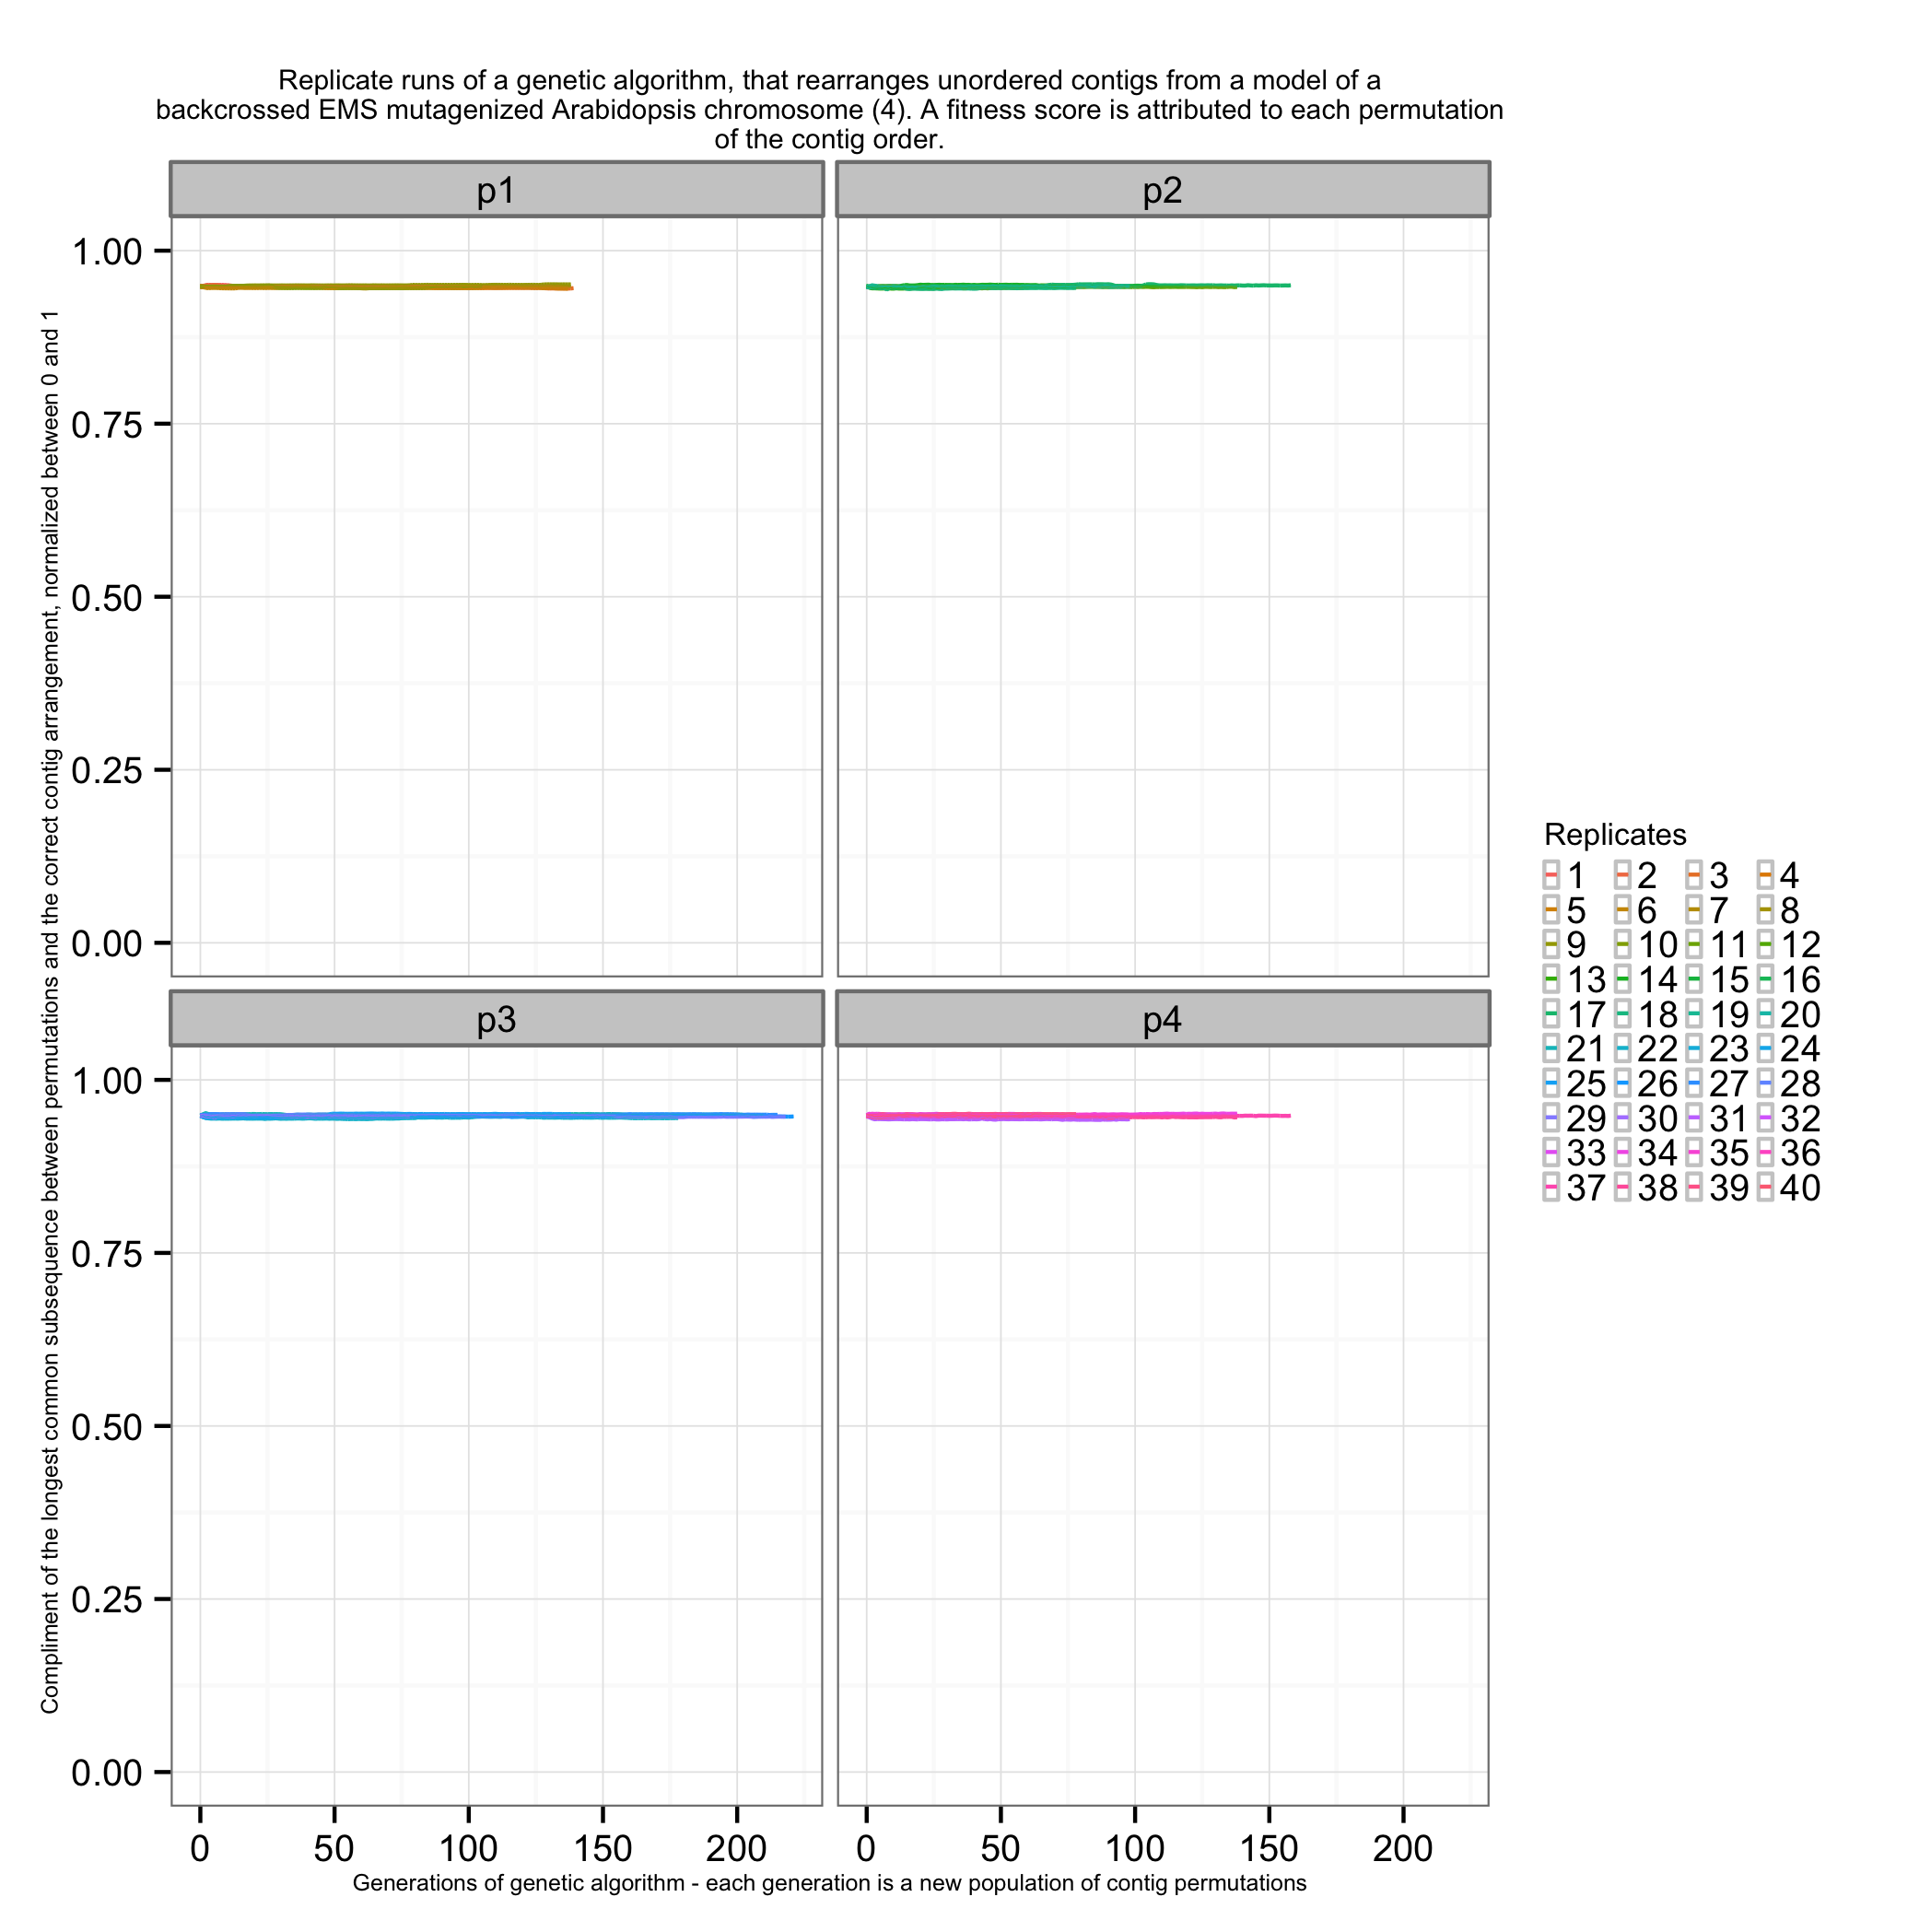 Replicate runs of a genetic algorithm, that rearranges unordered contigs from a model of a
backcrossed EMS mutagenized Arabidopsis chromosome (4). A fitness score is attributed to each permutation
of the contig order.
p1
p2
1.00
0.75
0.50
0.25
0.00
p3
p4
1.00
0.75
0.50
0.25
0.00
0 50 100 150 200
0 50 100 150 200
Generations of genetic algorithm - each generation is a new population of contig permutations
Compliment of the longest common subsequence between permutations and the correct contig arrangement, normalized between 0 and 1
Replicates
1 2 3 4
5 6 7 8
9 10 11 12
13 14 15 16
17 18 19 20
21 22 23 24
25 26 27 28
29 30 31 32
33 34 35 36
37 38 39 40